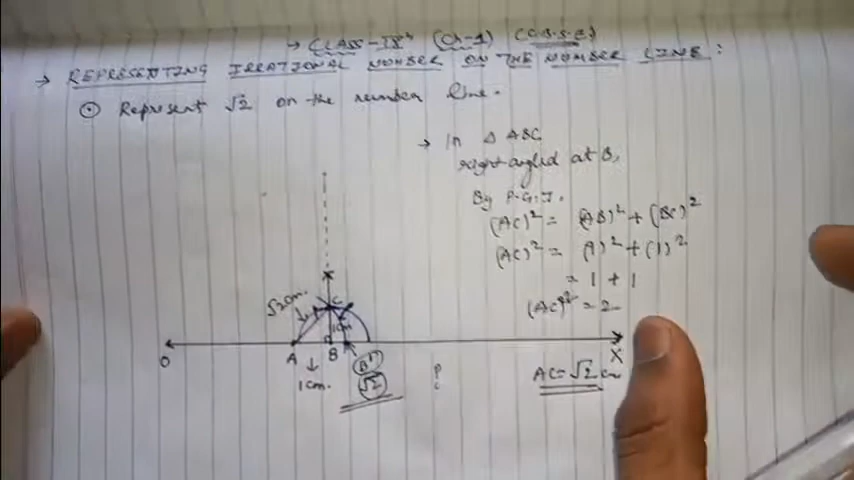 → CLASS-IXth (Ch-1) (C.B.S.E)
→ REPRESENTING IRRATIONAL NUMBER ON THE NUMBER LINE :
Represent √2 on the number line.
→ In Δ ABC
right angled at B,
By P.G.T.
(AC)² = (AB)² + (BC)²
(AC)² = (1)² + (1)²
= 1 + 1
(AC)² = 2
AC = √2 cm
√2 cm.
C
1cm
O
A
B
X
B'
1cm.
√2